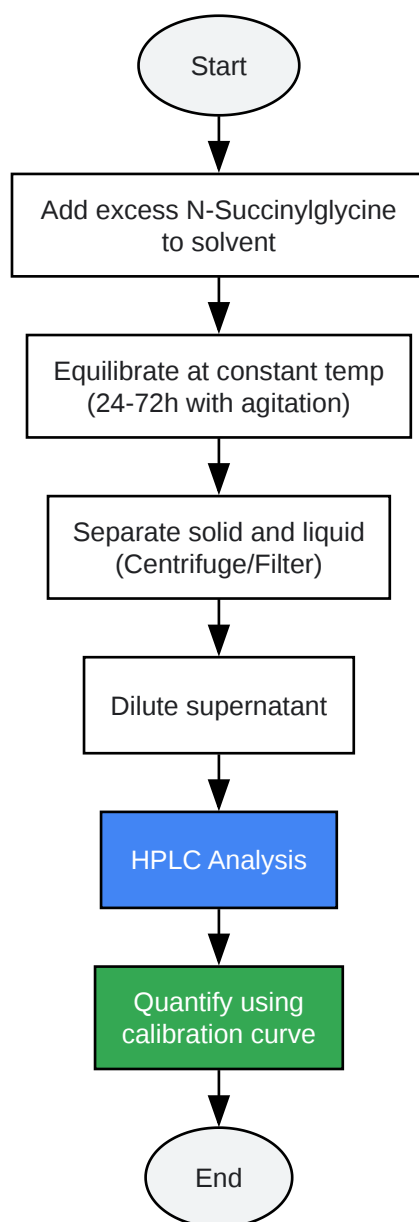 Start
Add excess N-Succinylglycine
to solvent
Equilibrate at constant temp
(24-72h with agitation)
Separate solid and liquid
(Centrifuge/Filter)
Dilute supernatant
HPLC Analysis
Quantify using
calibration curve
End